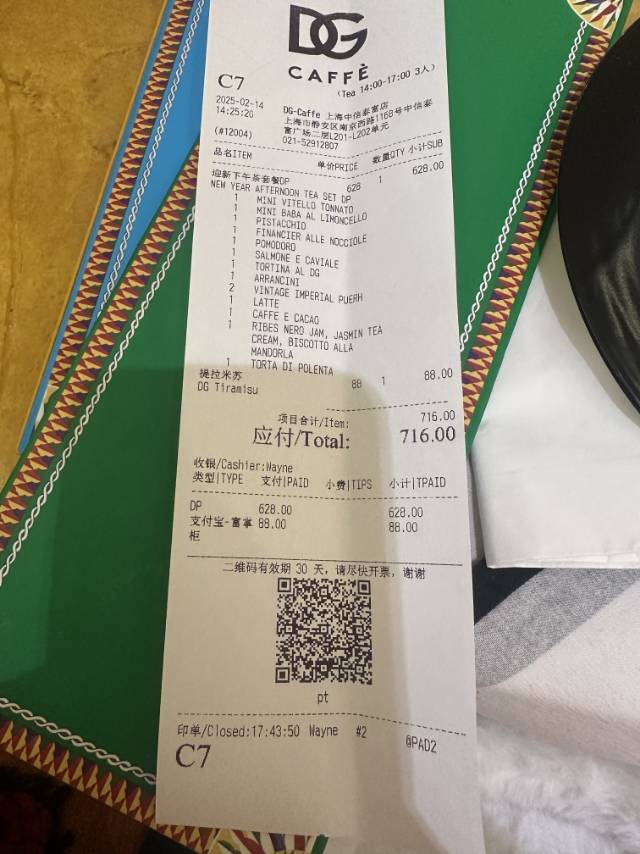 DG
CAFFÈ
C7
(Tea 14:00-17:00 3人)
2025-02-14
14:25:20
DG-Caffe 上海中信泰富店
上海市静安区南京西路1168号中信泰
富广场二层L201-L202单元
(#12004)
021-52912807
品名ITEM 单价PRICE 数量QTY 小计SUB
迎新下午茶套餐DP 628 1 628.00
NEW YEAR AFTERNOON TEA SET DP
1 MINI VITELLO TONNATO
1 MINI BABA AL LIMONCELLO
1 PISTACCHIO
1 FINANCIER ALLE NOCCIOLE
1 POMODORO
1 SALMONE E CAVIALE
1 TORTINA AL DG
1 ARRANCINI
2 VINTAGE IMPERIAL PUERH
1 LATTE
1 CAFFE E CACAO
1 RIBES NERO JAM, JASMIN TEA
CREAM, BISCOTTO ALLA
MANDORLA
1 TORTA DI POLENTA
提拉米苏 88 1 88.00
DG Tiramisu
项目合计/Item: 716.00
应付/Total: 716.00
收银/Cashier:Wayne
类型|TYPE 支付|PAID 小费|TIPS 小计|TPAID
DP 628.00 628.00
支付宝-富掌 88.00 88.00
柜
二维码有效期 30 天，请尽快开票，谢谢
pt
印单/Closed:17:43:50 Wayne #2 @PAD2
C7